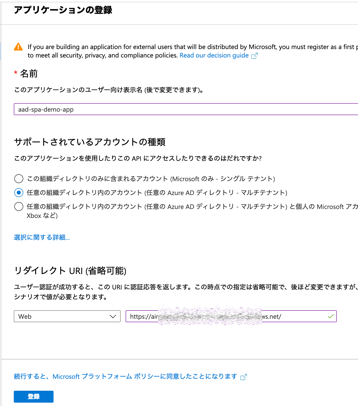 アプリケーションの登録
If you are building an application for external users that will be distributed by Microsoft, you must register as a first p
to meet all security, privacy, and compliance policies. Read our decision guide
* 名前
このアプリケーションのユーザー向け表示名 (後で変更できます)。
aad-spa-demo-app
サポートされているアカウントの種類
このアプリケーションを使用したりこの API にアクセスしたりできるのはだれですか?
この組織ディレクトリのみに含まれるアカウント (Microsoft のみ - シングル テナント)
任意の組織ディレクトリ内のアカウント (任意の Azure AD ディレクトリ - マルチテナント)
任意の組織ディレクトリ内のアカウント (任意の Azure AD ディレクトリ - マルチテナント) と個人の Microsoft アカ
Xbox など)
選択に関する詳細...
リダイレクト URI (省略可能)
ユーザー認証が成功すると、この URI に認証応答を返します。この時点での指定は省略可能で、後ほど変更できますが、
シナリオで値が必要となります。
Web
https://ai ws.net/
続行すると、Microsoft プラットフォーム ポリシーに同意したことになります
登録